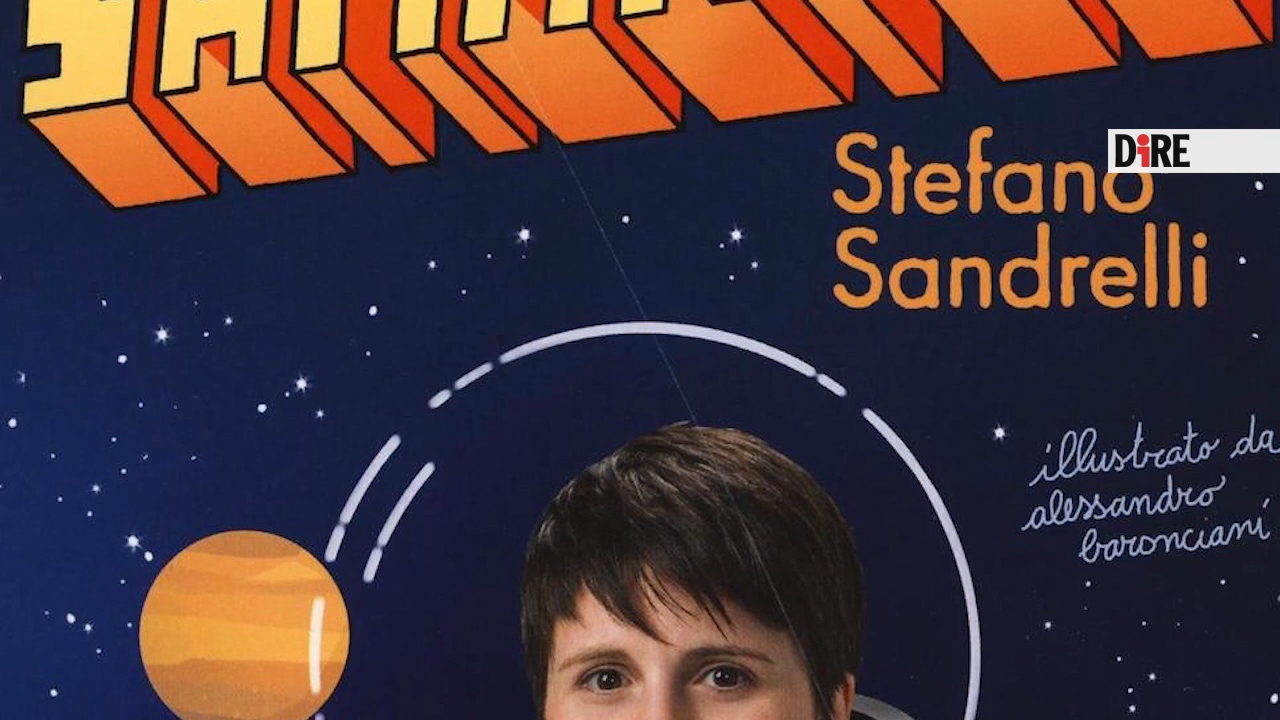 DiRE
Stefano
Sandrelli
illustrato da
alessandro
baronciani